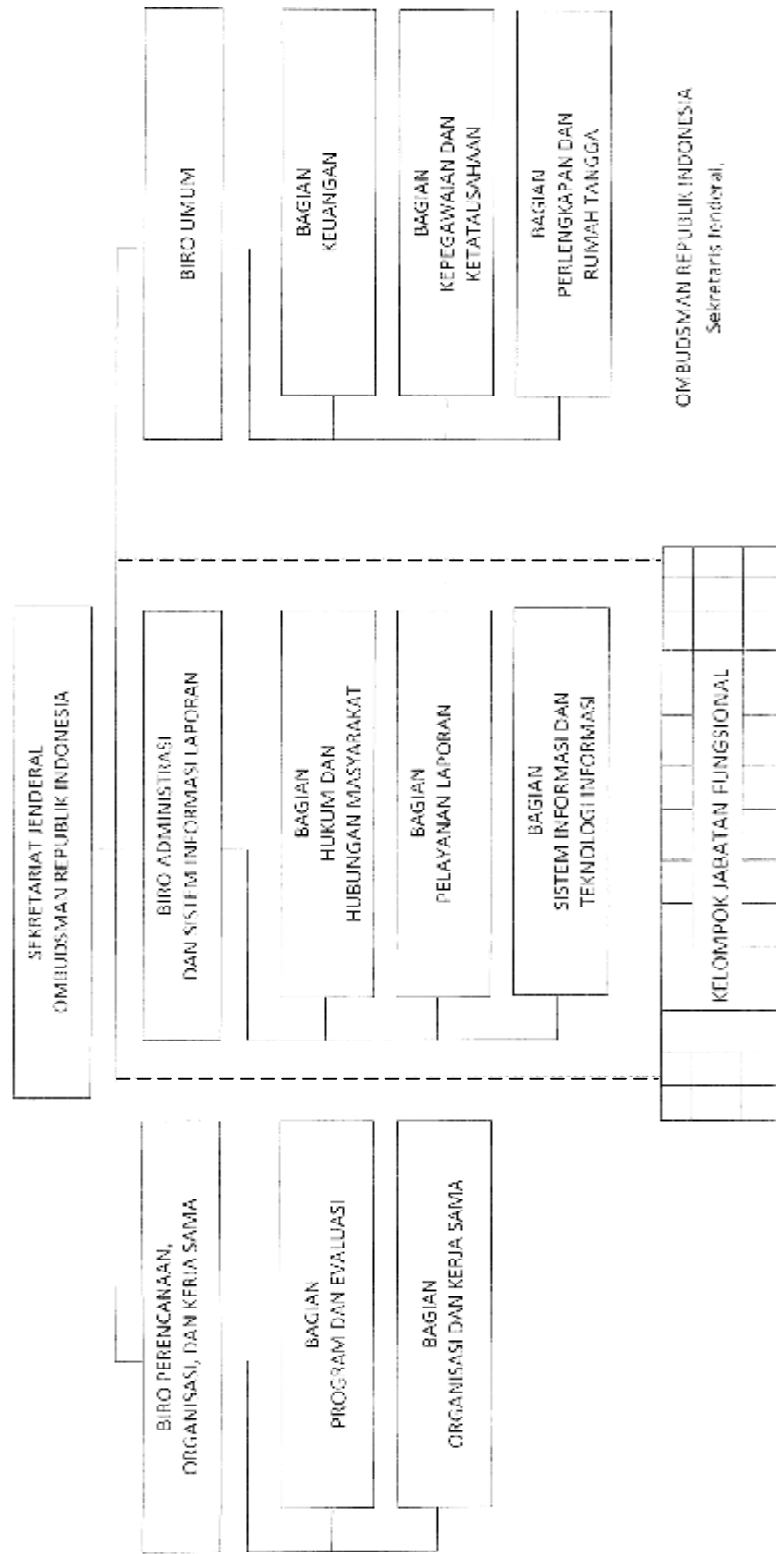 SEKRETARIAT JENDERAL
OMBUDSMAN REPUBLIK INDONESIA
BIRO PERENCANAAN,
ORGANISASI, DAN KERJA SAMA
BAGIAN
PROGRAM DAN EVALUASI
BAGIAN
ORGANISASI DAN KERJA SAMA
BIRO ADMINISTRASI
DAN SISTEM INFORMASI LAPORAN
BAGIAN
HUKUM DAN
HUBUNGAN MASYARAKAT
BAGIAN
PELAYANAN LAPORAN
BAGIAN
SISTEM INFORMASI DAN
TEKNOLOGI INFORMASI
BIRO UMUM
BAGIAN
KEUANGAN
BAGIAN
KEPEGAWAIAN DAN
KETATAUSAHAAN
BAGIAN
PERLENGKAPAN DAN
RUMAH TANGGA
KELOMPOK JABATAN FUNGSIONAL
OMBUDSMAN REPUBLIK INDONESIA
Sekretaris Jenderal,